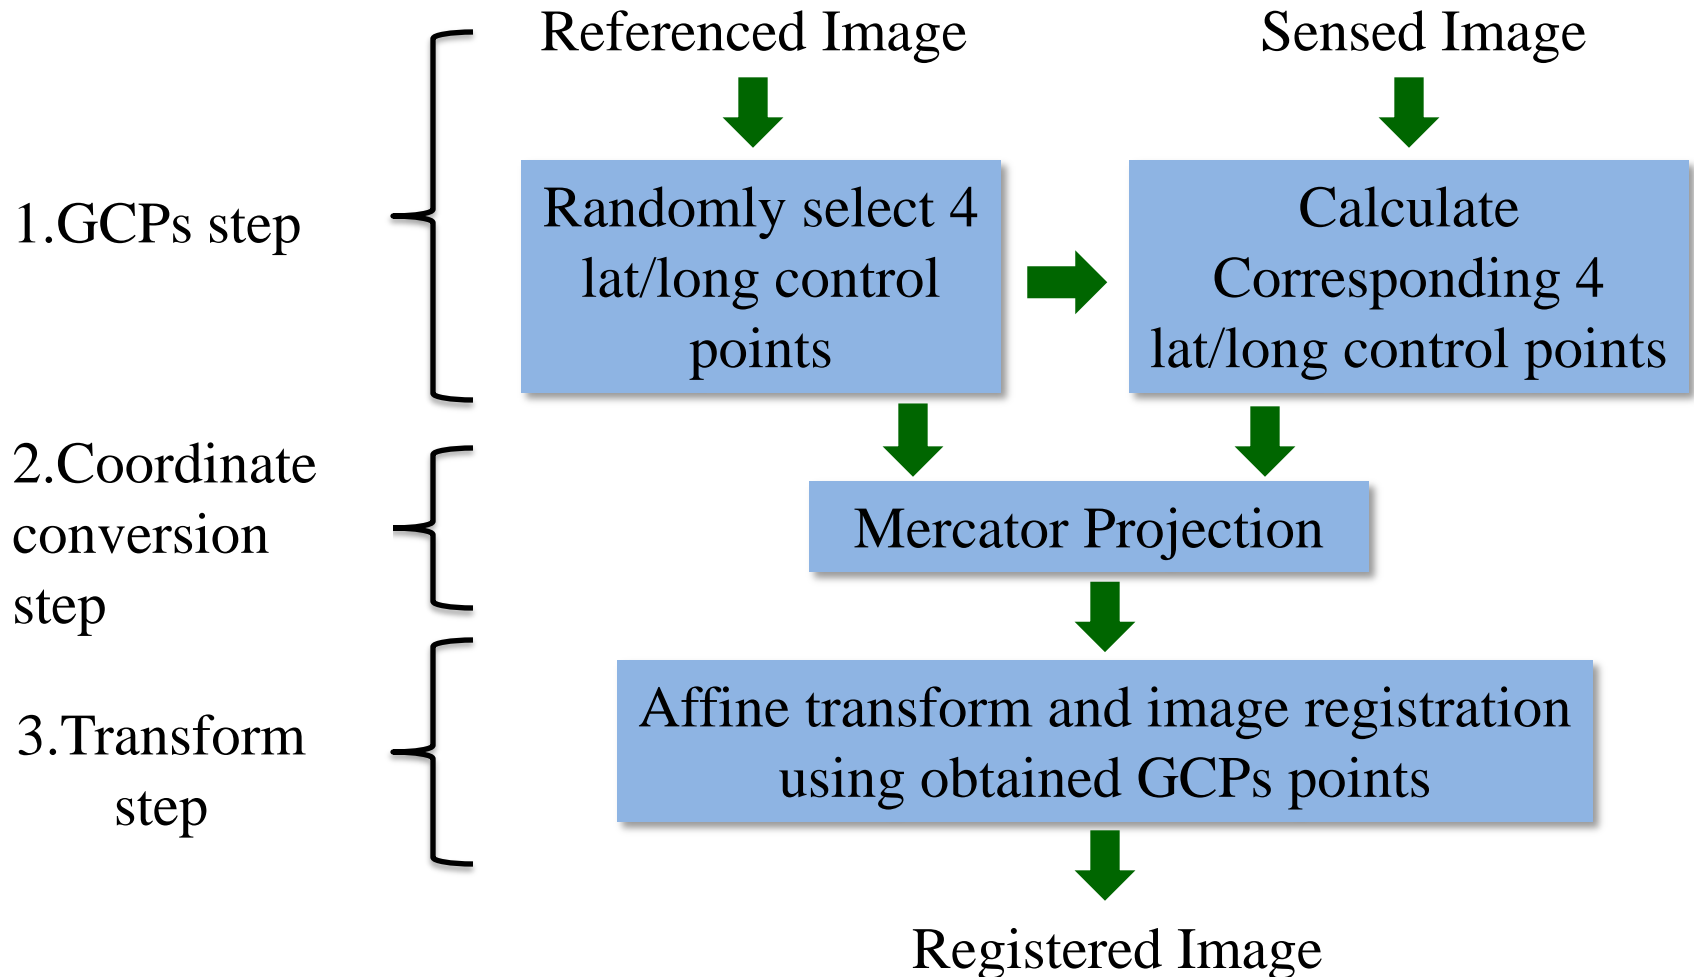 Referenced Image
Sensed Image
1.GCPs step
Randomly select 4
lat/long control
points
Calculate
Corresponding 4
lat/long control points
2.Coordinate
conversion
step
Mercator Projection
3.Transform
step
Affine transform and image registration
using obtained GCPs points
Registered Image